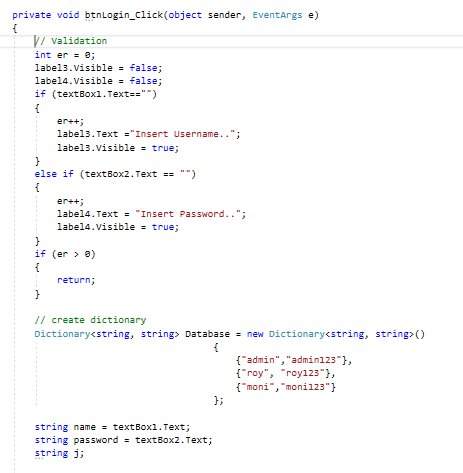 private void btnLogin_Click(object sender, EventArgs e)
{
// Validation
int er = 0;
label3.Visible = false;
label4.Visible = false;
if (textBox1.Text=="")
{
er++;
label3.Text ="Insert Username..";
label3.Visible = true;
}
else if (textBox2.Text == "")
{
er++;
label4.Text = "Insert Password..";
label4.Visible = true;
}
if (er > 0)
{
return;
}
// create dictionary
Dictionary<string, string> Database = new Dictionary<string, string>()
{
{"admin","admin123"},
{"roy", "roy123"},
{"moni","moni123"}
};
string name = textBox1.Text;
string password = textBox2.Text;
string j;